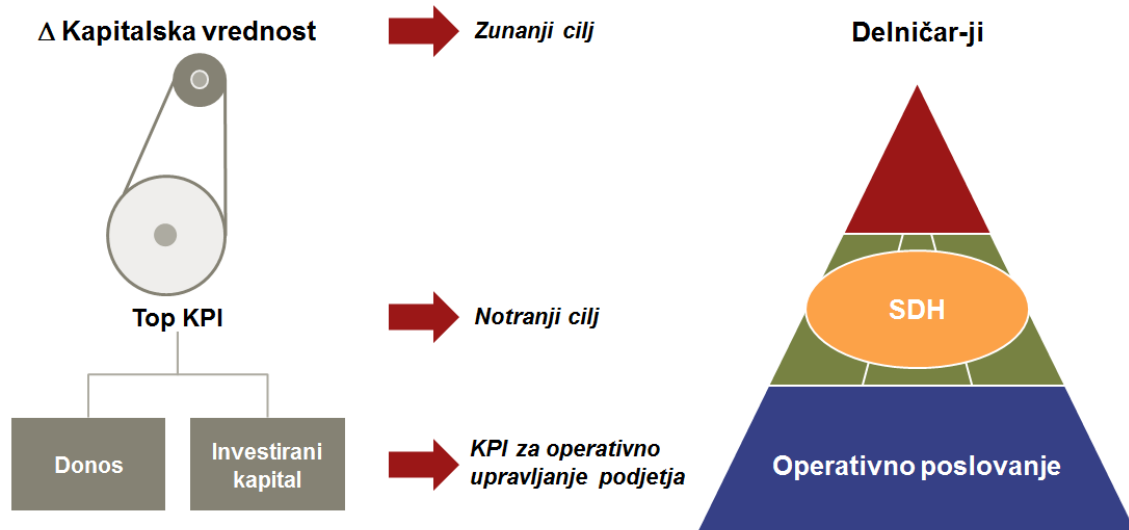 Δ Kapitalska vrednost
Zunanji cilj
Delničar-ji
Top KPI
Notranji cilj
SDH
Donos
Investirani
kapital
KPI za operativno
upravljanje podjetja
Operativno poslovanje